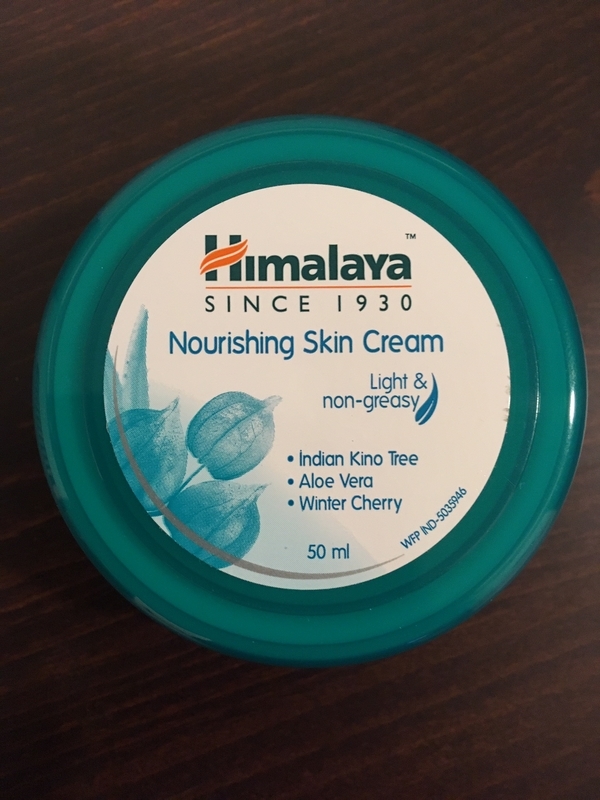 Himalaya™
SINCE 1930
Nourishing Skin Cream
Light &
non-greasy
• Indian Kino Tree
• Aloe Vera
• Winter Cherry
50 ml
WFP IND-5035946